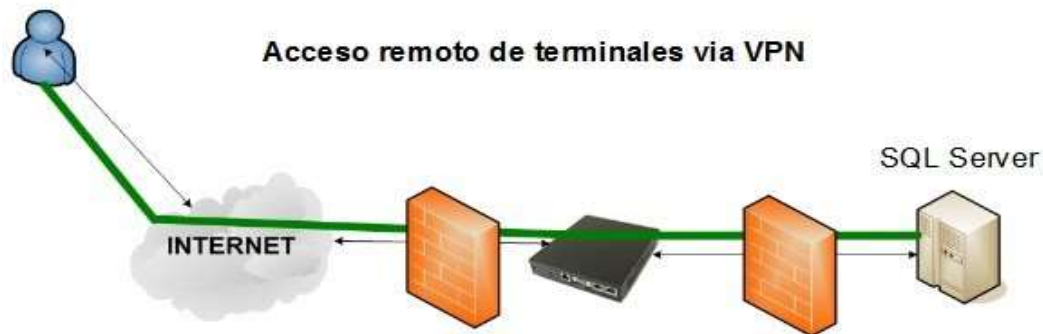 Acceso remoto de terminales via VPN
SQL Server
INTERNET